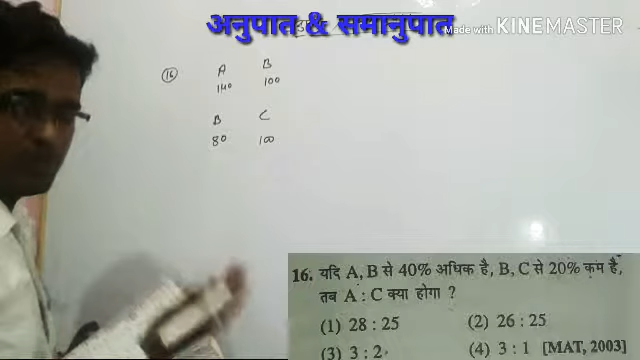 अनुपात & समानुपात
Made with KINEMASTER
16
A B
140 100
B C
80 100
16. यदि A, B से 40% अधिक है, B, C से 20% कम है,
तब A : C क्या होगा ?
(1) 28 : 25 (2) 26 : 25
(3) 3 : 2 (4) 3 : 1 [MAT, 2003]